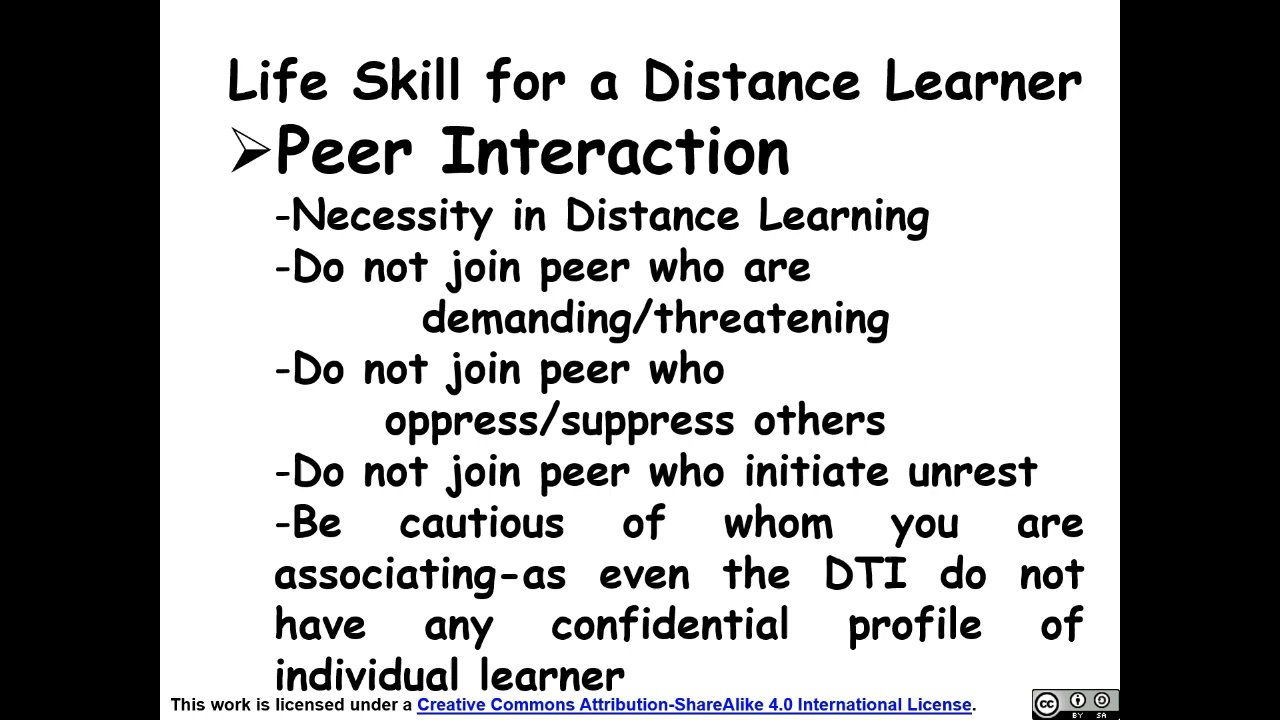 Life Skill for a Distance Learner
➢Peer Interaction
-Necessity in Distance Learning
-Do not join peer who are
demanding/threatening
-Do not join peer who
oppress/suppress others
-Do not join peer who initiate unrest
-Be cautious of whom you are
associating-as even the DTI do not
have any confidential profile of
individual learner
This work is licensed under a Creative Commons Attribution-ShareAlike 4.0 International License.
cc BY SA